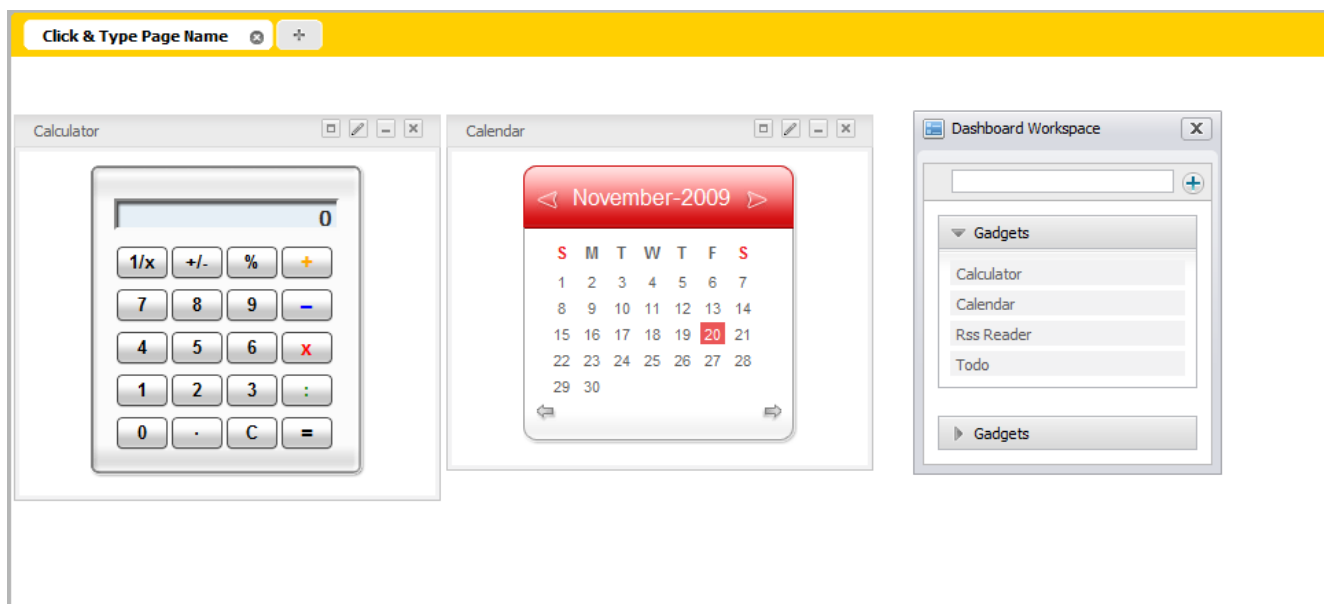 Click & Type Page Name
Calculator
0
1/x +/- % +
7 8 9 –
4 5 6 x
1 2 3 :
0 . C =
Calendar
November-2009
S M T W T F S
1 2 3 4 5 6 7
8 9 10 11 12 13 14
15 16 17 18 19 20 21
22 23 24 25 26 27 28
29 30
Dashboard Workspace
Gadgets
Calculator
Calendar
Rss Reader
Todo
Gadgets